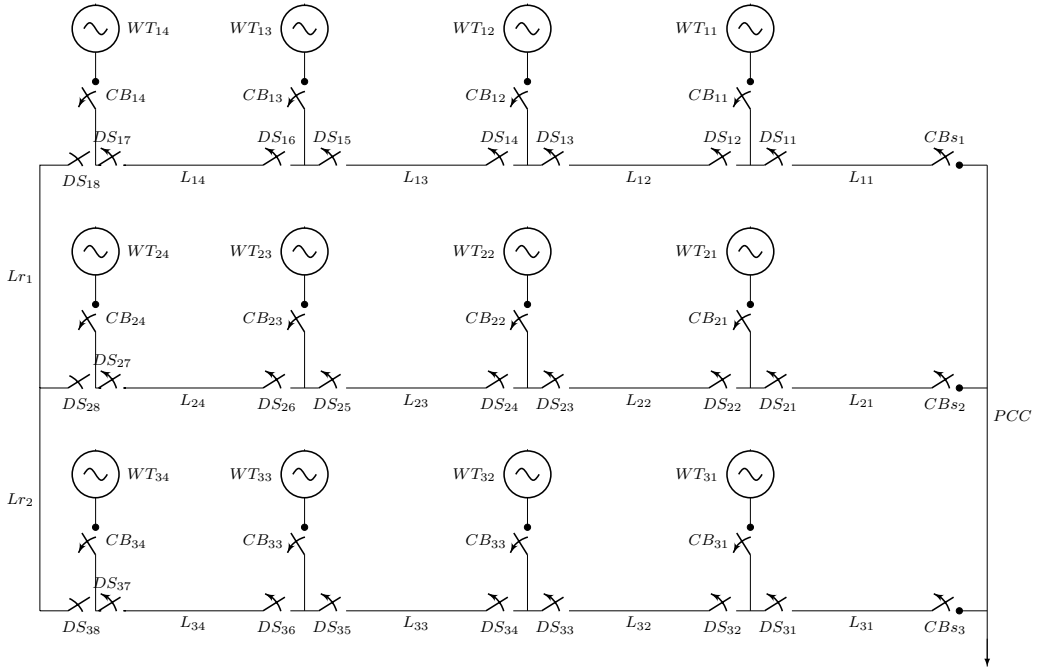 WT14 WT13 WT12 WT11
CB14 CB13 CB12 CB11
DS17 DS16 DS15 DS14 DS13 DS12 DS11 CBs1
DS18 L14 L13 L12 L11
WT24 WT23 WT22 WT21
Lr1
CB24 CB23 CB22 CB21
DS27
DS28 L24 DS26 DS25 L23 DS24 DS23 L22 DS22 DS21 L21 CBs2
PCC
WT34 WT33 WT32 WT31
Lr2
CB34 CB33 CB33 CB31
DS37
DS38 L34 DS36 DS35 L33 DS34 DS33 L32 DS32 DS31 L31 CBs3